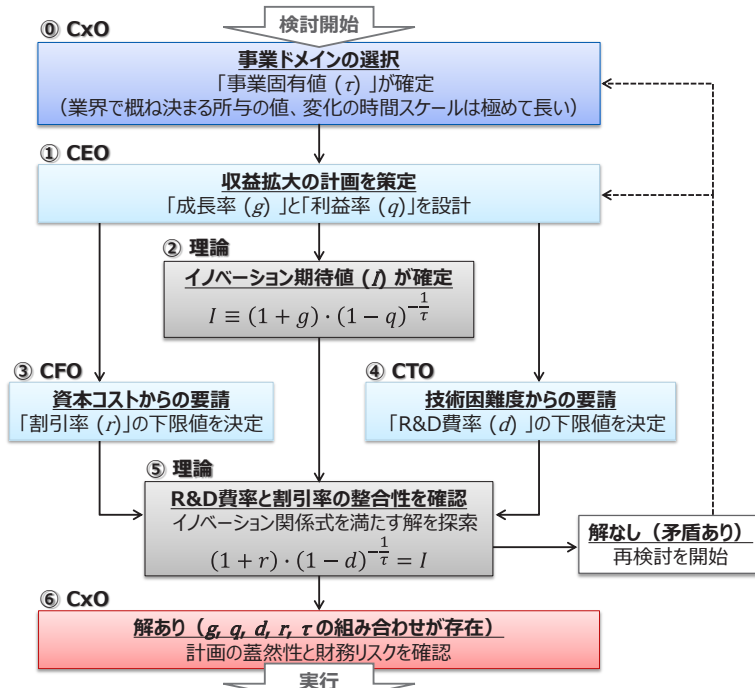 検討開始
⓪ CxO
事業ドメインの選択
「事業固有値 (τ) 」が確定
（業界で概ね決まる所与の値、変化の時間スケールは極めて長い）
① CEO
収益拡大の計画を策定
「成長率 (g) 」と「利益率 (q)」を設計
② 理論
イノベーション期待値 (I) が確定
I ≡ (1 + g) · (1 − q)^{−1/τ}
③ CFO
資本コストからの要請
「割引率 (r)」の下限値を決定
④ CTO
技術困難度からの要請
「R&D費率 (d) 」の下限値を決定
⑤ 理論
R&D費率と割引率の整合性を確認
イノベーション関係式を満たす解を探索
(1 + r) · (1 − d)^{−1/τ} = I
解なし（矛盾あり）
再検討を開始
⑥ CxO
解あり（g, q, d, r, τ の組み合わせが存在）
計画の蓋然性と財務リスクを確認
実行